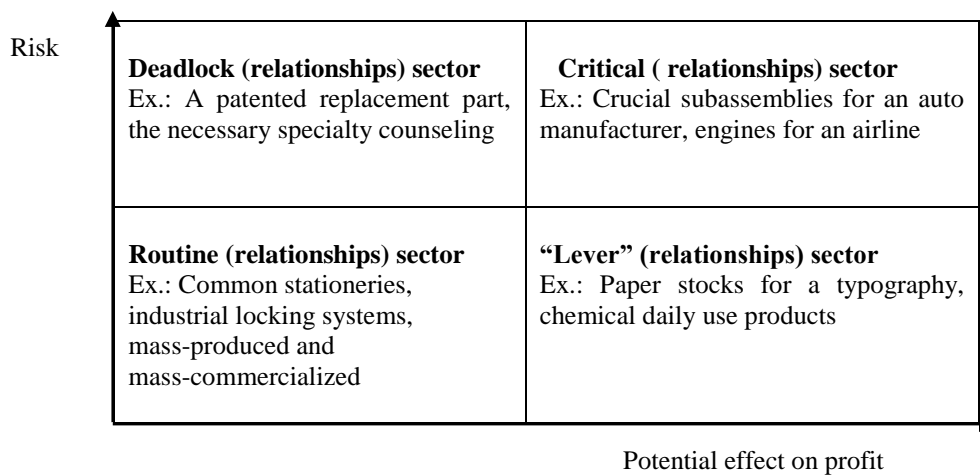 Risk
Deadlock (relationships) sector
Ex.: A patented replacement part,
the necessary specialty counseling
Critical ( relationships) sector
Ex.: Crucial subassemblies for an auto
manufacturer, engines for an airline
Routine (relationships) sector
Ex.: Common stationeries,
industrial locking systems,
mass-produced and
mass-commercialized
“Lever” (relationships) sector
Ex.: Paper stocks for a typography,
chemical daily use products
Potential effect on profit